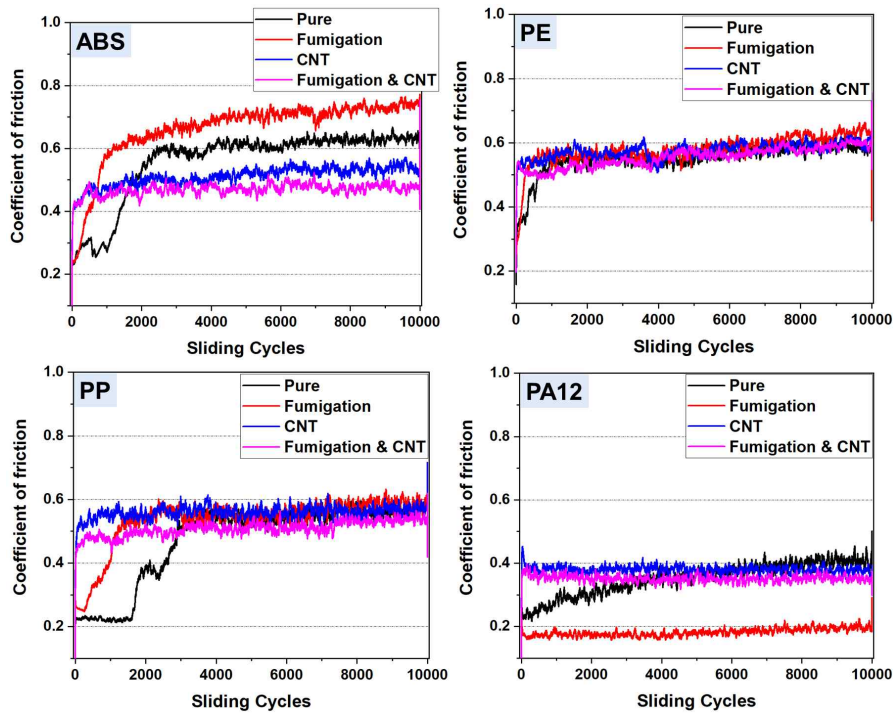 ABS
Pure
Fumigation
CNT
Fumigation & CNT
Coefficient of friction
1.0
0.8
0.6
0.4
0.2
0
2000
4000
6000
8000
10000
Sliding Cycles
PE
Pure
Fumigation
CNT
Fumigation & CNT
Coefficient of friction
1.0
0.8
0.6
0.4
0.2
0
2000
4000
6000
8000
10000
Sliding Cycles
PP
Pure
Fumigation
CNT
Fumigation & CNT
Coefficient of friction
1.0
0.8
0.6
0.4
0.2
0
2000
4000
6000
8000
10000
Sliding Cycles
PA12
Pure
Fumigation
CNT
Fumigation & CNT
Coefficient of friction
1.0
0.8
0.6
0.4
0.2
0
2000
4000
6000
8000
10000
Sliding Cycles